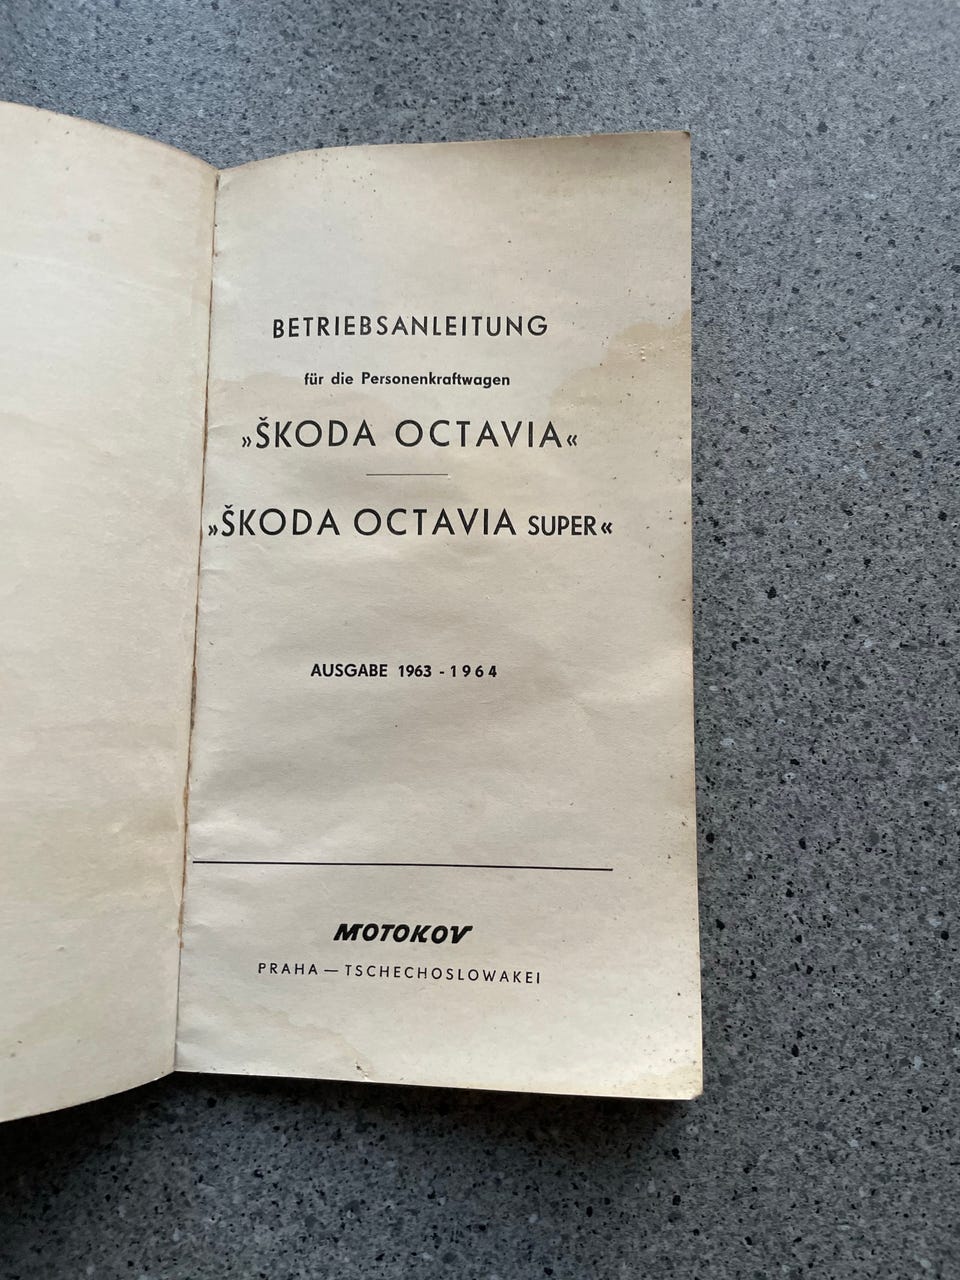 BETRIEBSANLEITUNG
für die Personenkraftwagen
»ŠKODA OCTAVIA«
»ŠKODA OCTAVIA SUPER«
AUSGABE 1963 - 1964
MOTOKOV
PRAHA — TSCHECHOSLOWAKEI